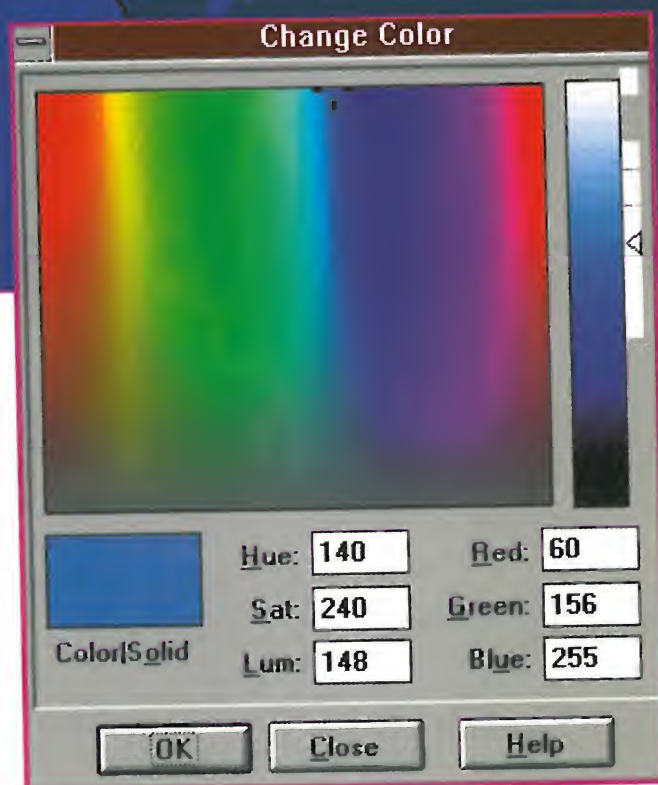 Change Color
Hue: 140 Red: 60
Sat: 240 Green: 156
Color|Solid
Lum: 148 Blue: 255
OK Close Help